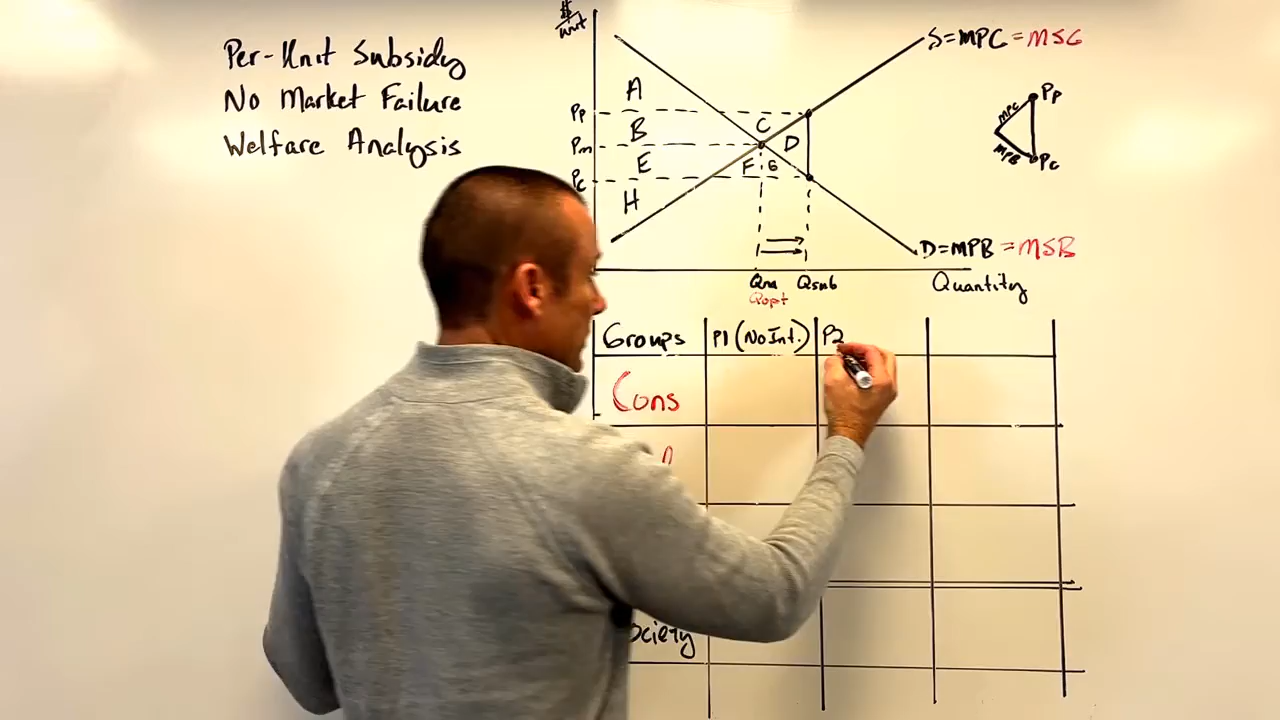 Per-Unit Subsidy
No Market Failure
Welfare Analysis
$
unit
S=MPC=MSC
A
Pp
B
C
Pm
D
E
F G
Pc
H
MPC
Pp
MPB
Pc
D=MPB=MSB
Qm Qsub
Qopt
Quantity
Groups P1 (No Int.) P2
Cons